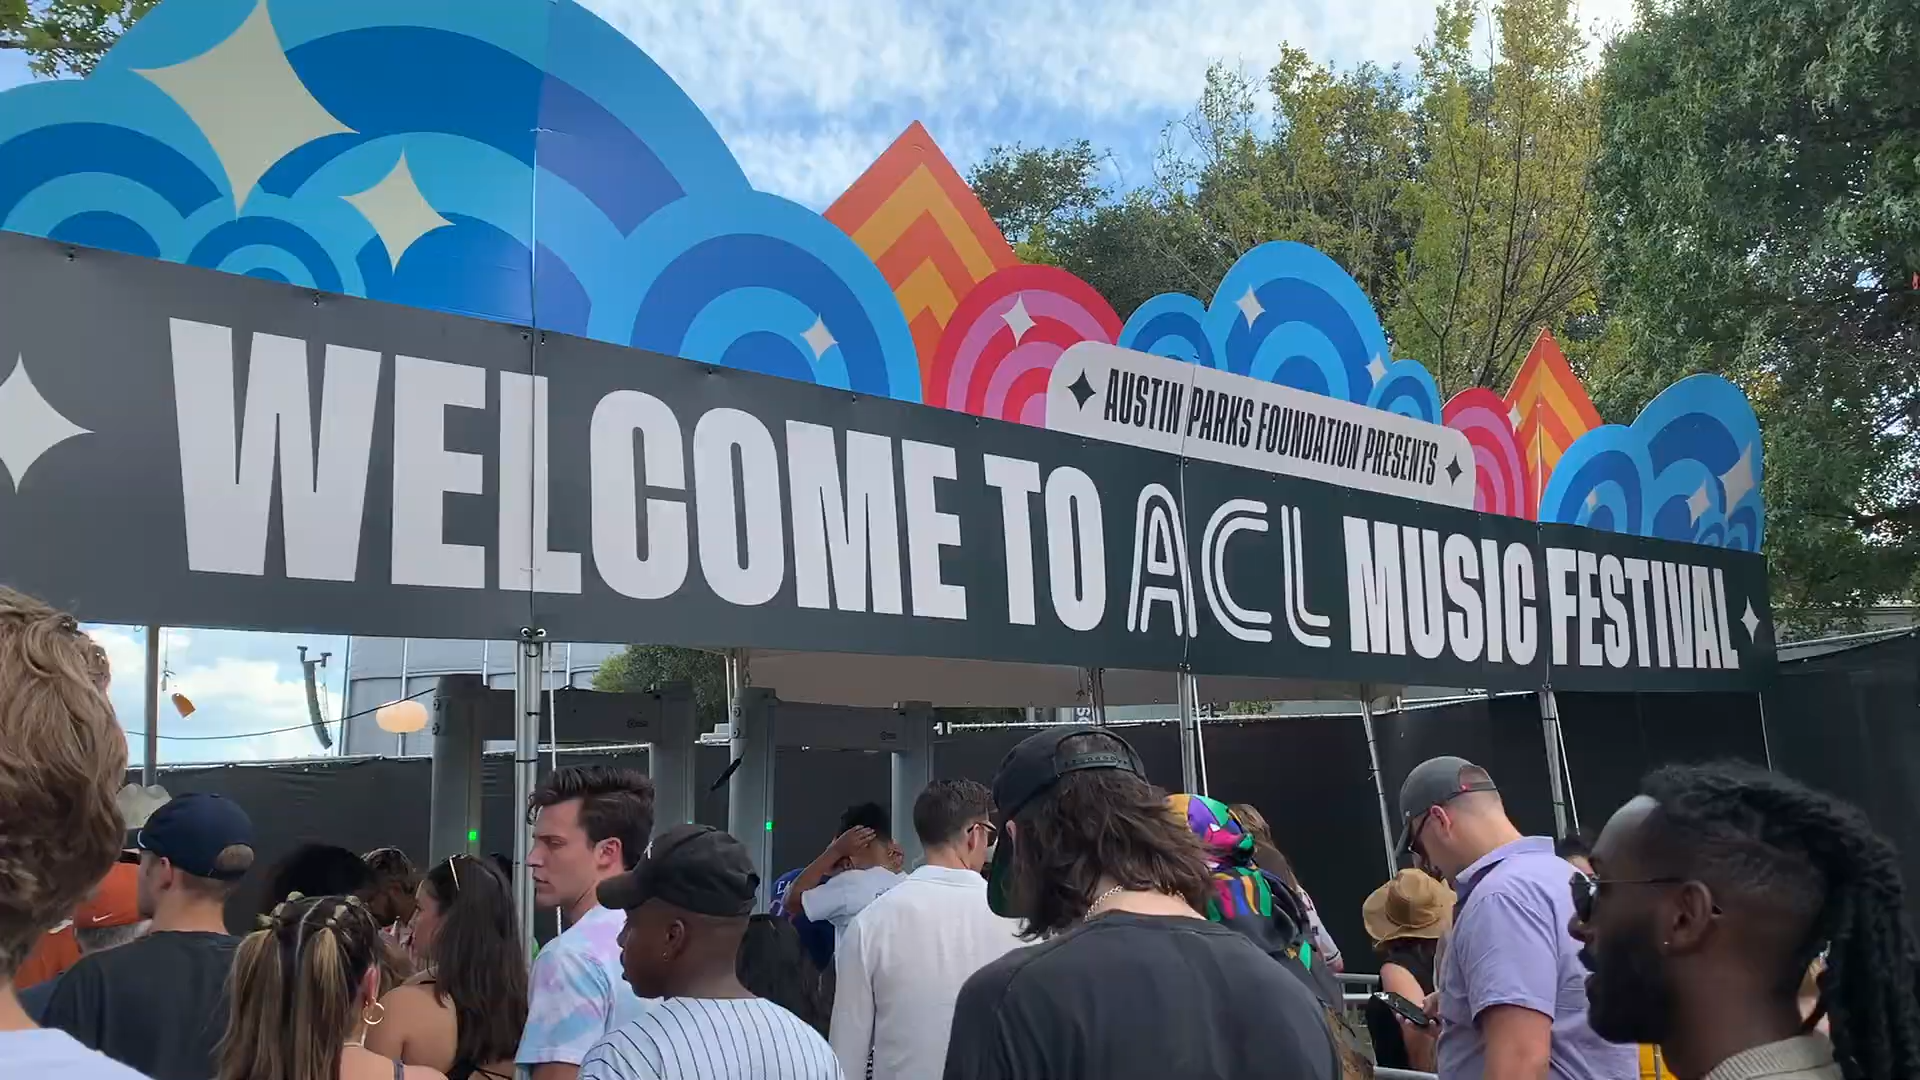 AUSTIN PARKS FOUNDATION PRESENTS
WELCOME TO ACL MUSIC FESTIVAL